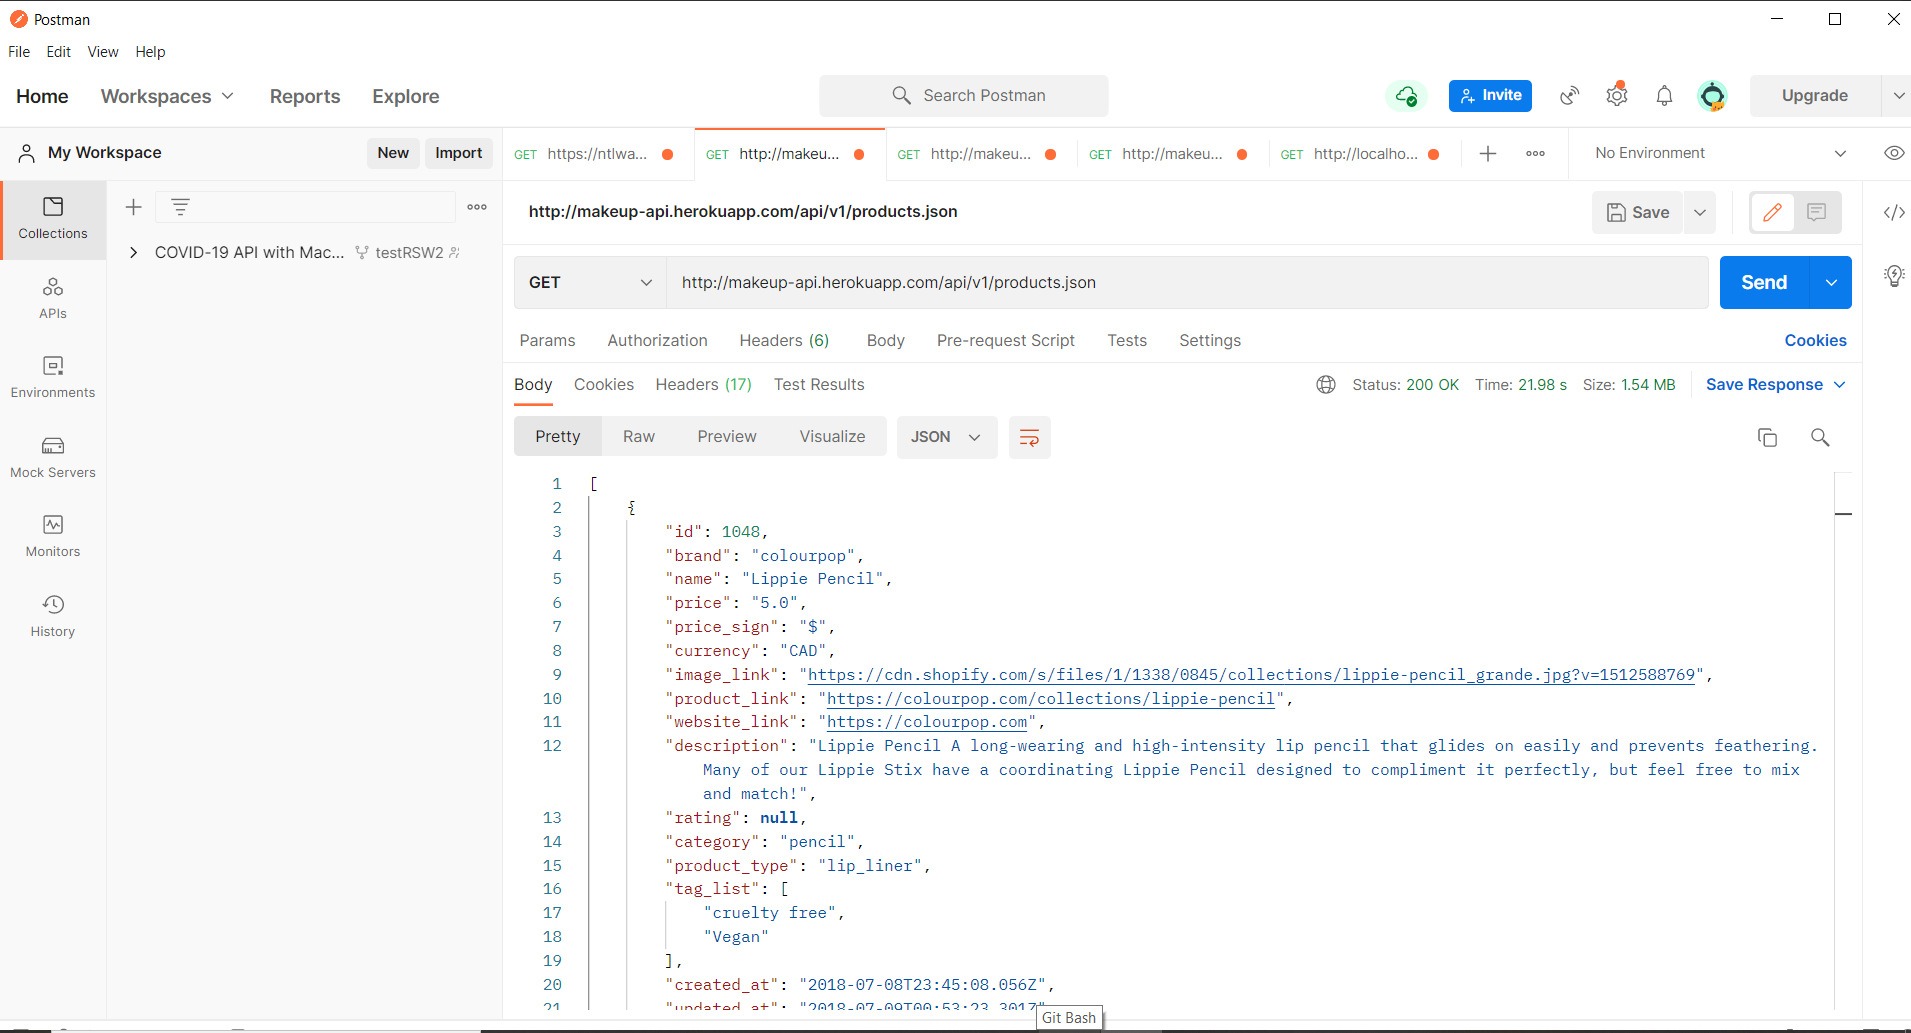 Postman
File Edit View Help
Home Workspaces Reports Explore Search Postman Invite Upgrade
My Workspace New Import GET https://ntlwa... GET http://makeu... GET http://makeu... GET http://makeu... GET http://localho... No Environment
Collections
APIs
Environments
Mock Servers
Monitors
History
COVID-19 API with Mac... testRSW2
http://makeup-api.herokuapp.com/api/v1/products.json Save
GET http://makeup-api.herokuapp.com/api/v1/products.json Send
Params Authorization Headers (6) Body Pre-request Script Tests Settings Cookies
Body Cookies Headers (17) Test Results Status: 200 OK Time: 21.98 s Size: 1.54 MB Save Response
Pretty Raw Preview Visualize JSON
1 [
2 {
3 "id": 1048,
4 "brand": "colourpop",
5 "name": "Lippie Pencil",
6 "price": "5.0",
7 "price_sign": "$",
8 "currency": "CAD",
9 "image_link": "https://cdn.shopify.com/s/files/1/1338/0845/collections/lippie-pencil_grande.jpg?v=1512588769",
10 "product_link": "https://colourpop.com/collections/lippie-pencil",
11 "website_link": "https://colourpop.com",
12 "description": "Lippie Pencil A long-wearing and high-intensity lip pencil that glides on easily and prevents feathering.
Many of our Lippie Stix have a coordinating Lippie Pencil designed to compliment it perfectly, but feel free to mix
and match!",
13 "rating": null,
14 "category": "pencil",
15 "product_type": "lip_liner",
16 "tag_list": [
17 "cruelty free",
18 "Vegan"
19 ],
20 "created_at": "2018-07-08T23:45:08.056Z",
21 "updated_at": "2018-07-09T00:53:23.301Z"
Git Bash